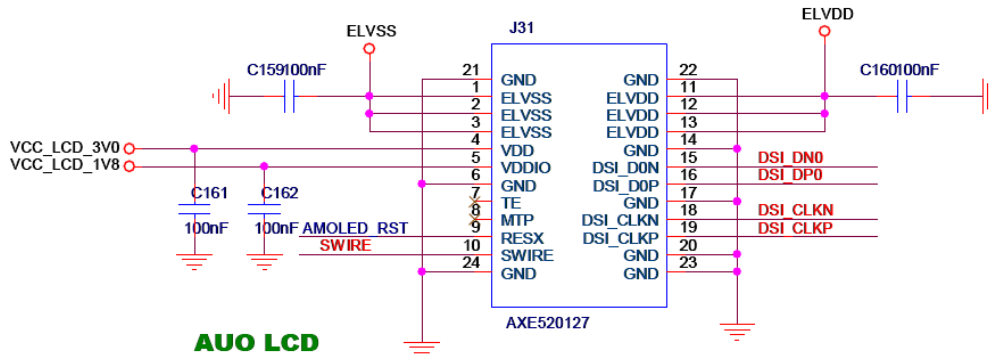 ELVSS
J31
ELVDD
C159100nF
C160100nF
21 GND GND 22
1 ELVSS ELVDD 11
2 ELVSS ELVDD 12
3 ELVSS ELVDD 13
VCC_LCD_3V0 4 VDD GND 14
VCC_LCD_1V8 5 VDDIO DSI_D0N 15 DSI_DN0
6 GND DSI_D0P 16 DSI_DP0
7 TE GND 17
C161 C162 8 MTP DSI_CLKN 18 DSI_CLKN
100nF 100nF AMOLED_RST 9 RESX DSI_CLKP 19 DSI_CLKP
SWIRE 10 SWIRE GND 20
24 GND GND 23
AXE520127
AUO LCD